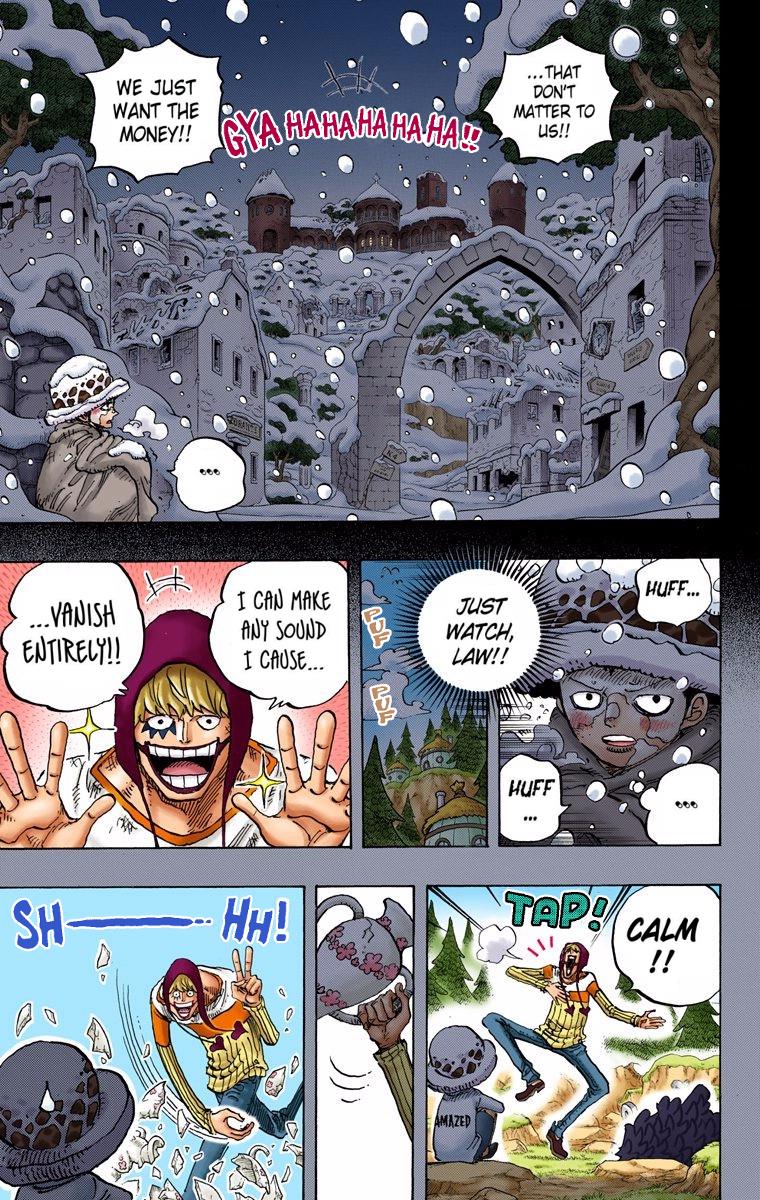 ...THAT
DON'T
MATTER TO
US!!
GYA HAHAHAHAHA!!
WE JUST
WANT THE
MONEY!!
...
HUFF...
...
HUFF
...
JUST
WATCH,
LAW!!
PUF
PUF
I CAN MAKE
ANY SOUND
I CAUSE...
...VANISH
ENTIRELY!!
CALM
!!
TAP!
AMAZED
SH—HH!